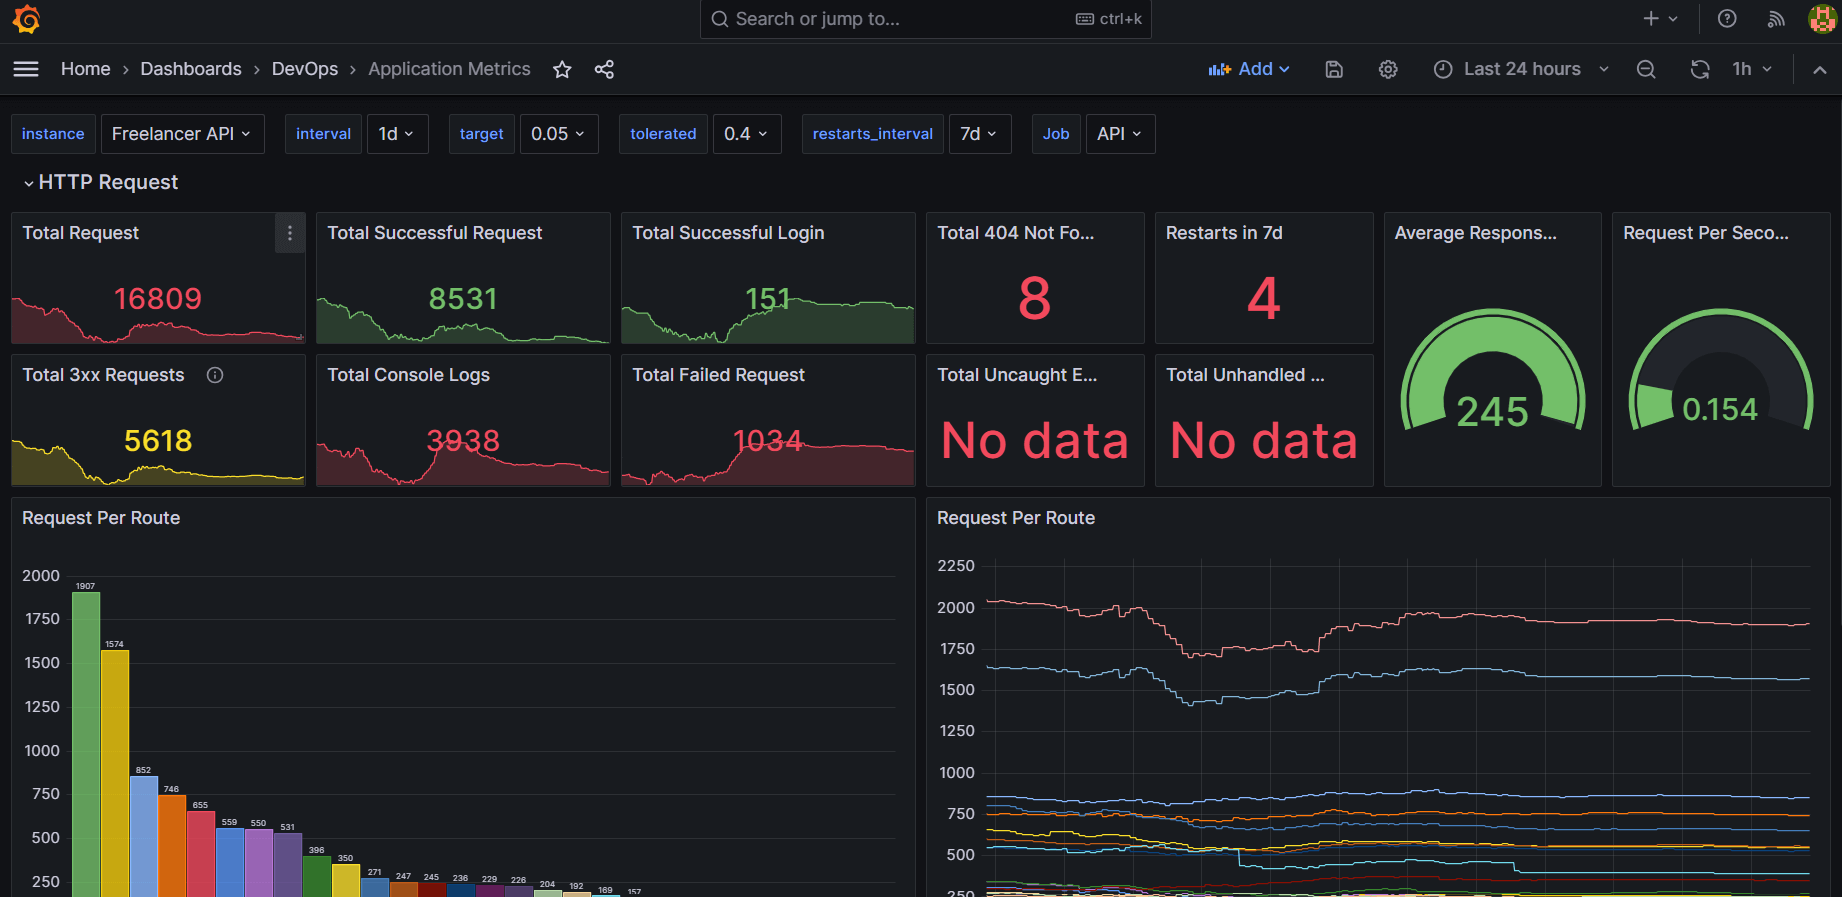 Search or jump to...
ctrl+k
Home › Dashboards › DevOps › Application Metrics
Add
Last 24 hours
1h
instance
Freelancer API
interval
1d
target
0.05
tolerated
0.4
restarts_interval
7d
Job
API
HTTP Request
Total Request
16809
Total Successful Request
8531
Total Successful Login
151
Total 404 Not Fo...
8
Restarts in 7d
4
Average Respons...
245
Request Per Seco...
0.154
Total 3xx Requests
5618
Total Console Logs
3938
Total Failed Request
1034
Total Uncaught E...
No data
Total Unhandled ...
No data
Request Per Route
2000
1750
1500
1250
1000
750
500
250
1907
1574
852
746
655
559
550
531
396
350
271
247
245
236
229
226
204
192
169
157
Request Per Route
2250
2000
1750
1500
1250
1000
750
500
250